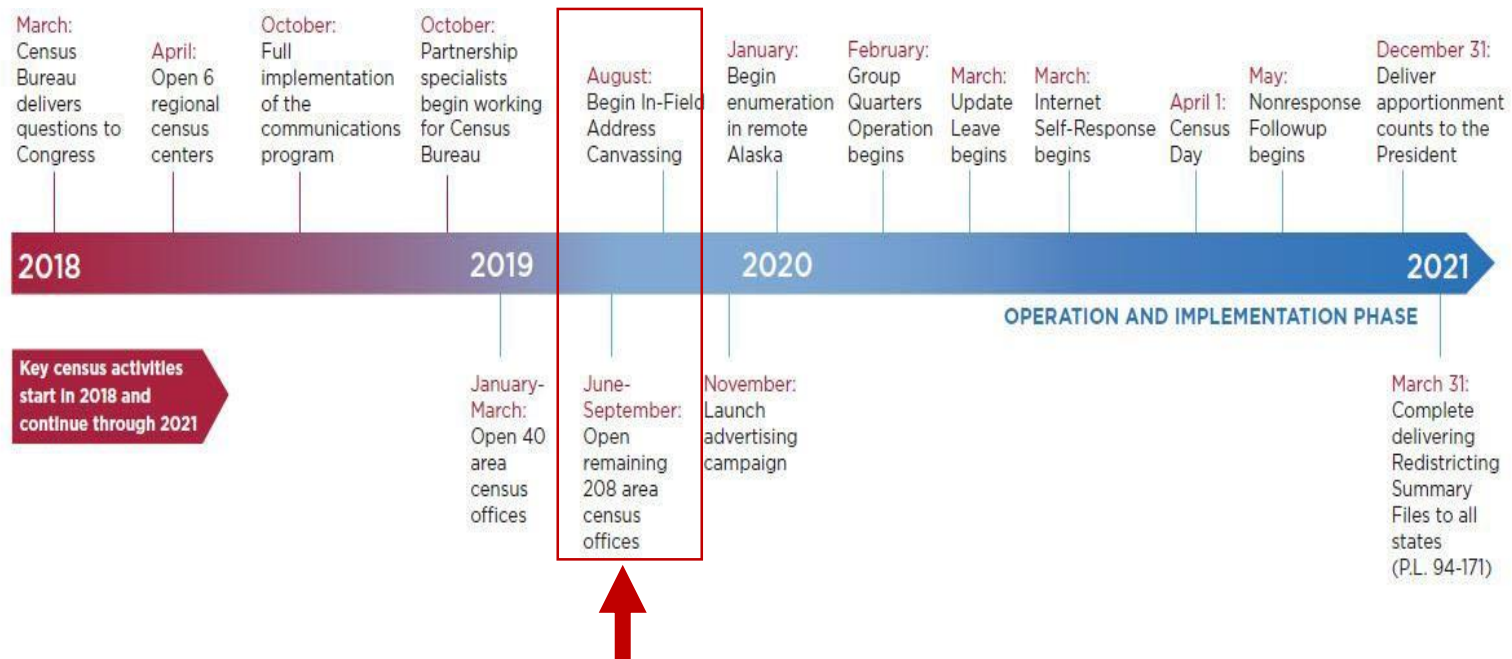 March:
Census
Bureau
delivers
questions to
Congress
April:
Open 6
regional
census
centers
October:
Full
implementation
of the
communications
program
October:
Partnership
specialists
begin working
for Census
Bureau
August:
Begin In-Field
Address
Canvassing
January:
Begin
enumeration
in remote
Alaska
February:
Group
Quarters
Operation
begins
March:
Update
Leave
begins
March:
Internet
Self-Response
begins
April 1:
Census
Day
May:
Nonresponse
Followup
begins
December 31:
Deliver
apportionment
counts to the
President
2018
2019
2020
2021
OPERATION AND IMPLEMENTATION PHASE
Key census activities
start in 2018 and
continue through 2021
January-
March:
Open 40
area
census
offices
June-
September:
Open
remaining
208 area
census
offices
November:
Launch
advertising
campaign
March 31:
Complete
delivering
Redistricting
Summary
Files to all
states
(P.L. 94-171)